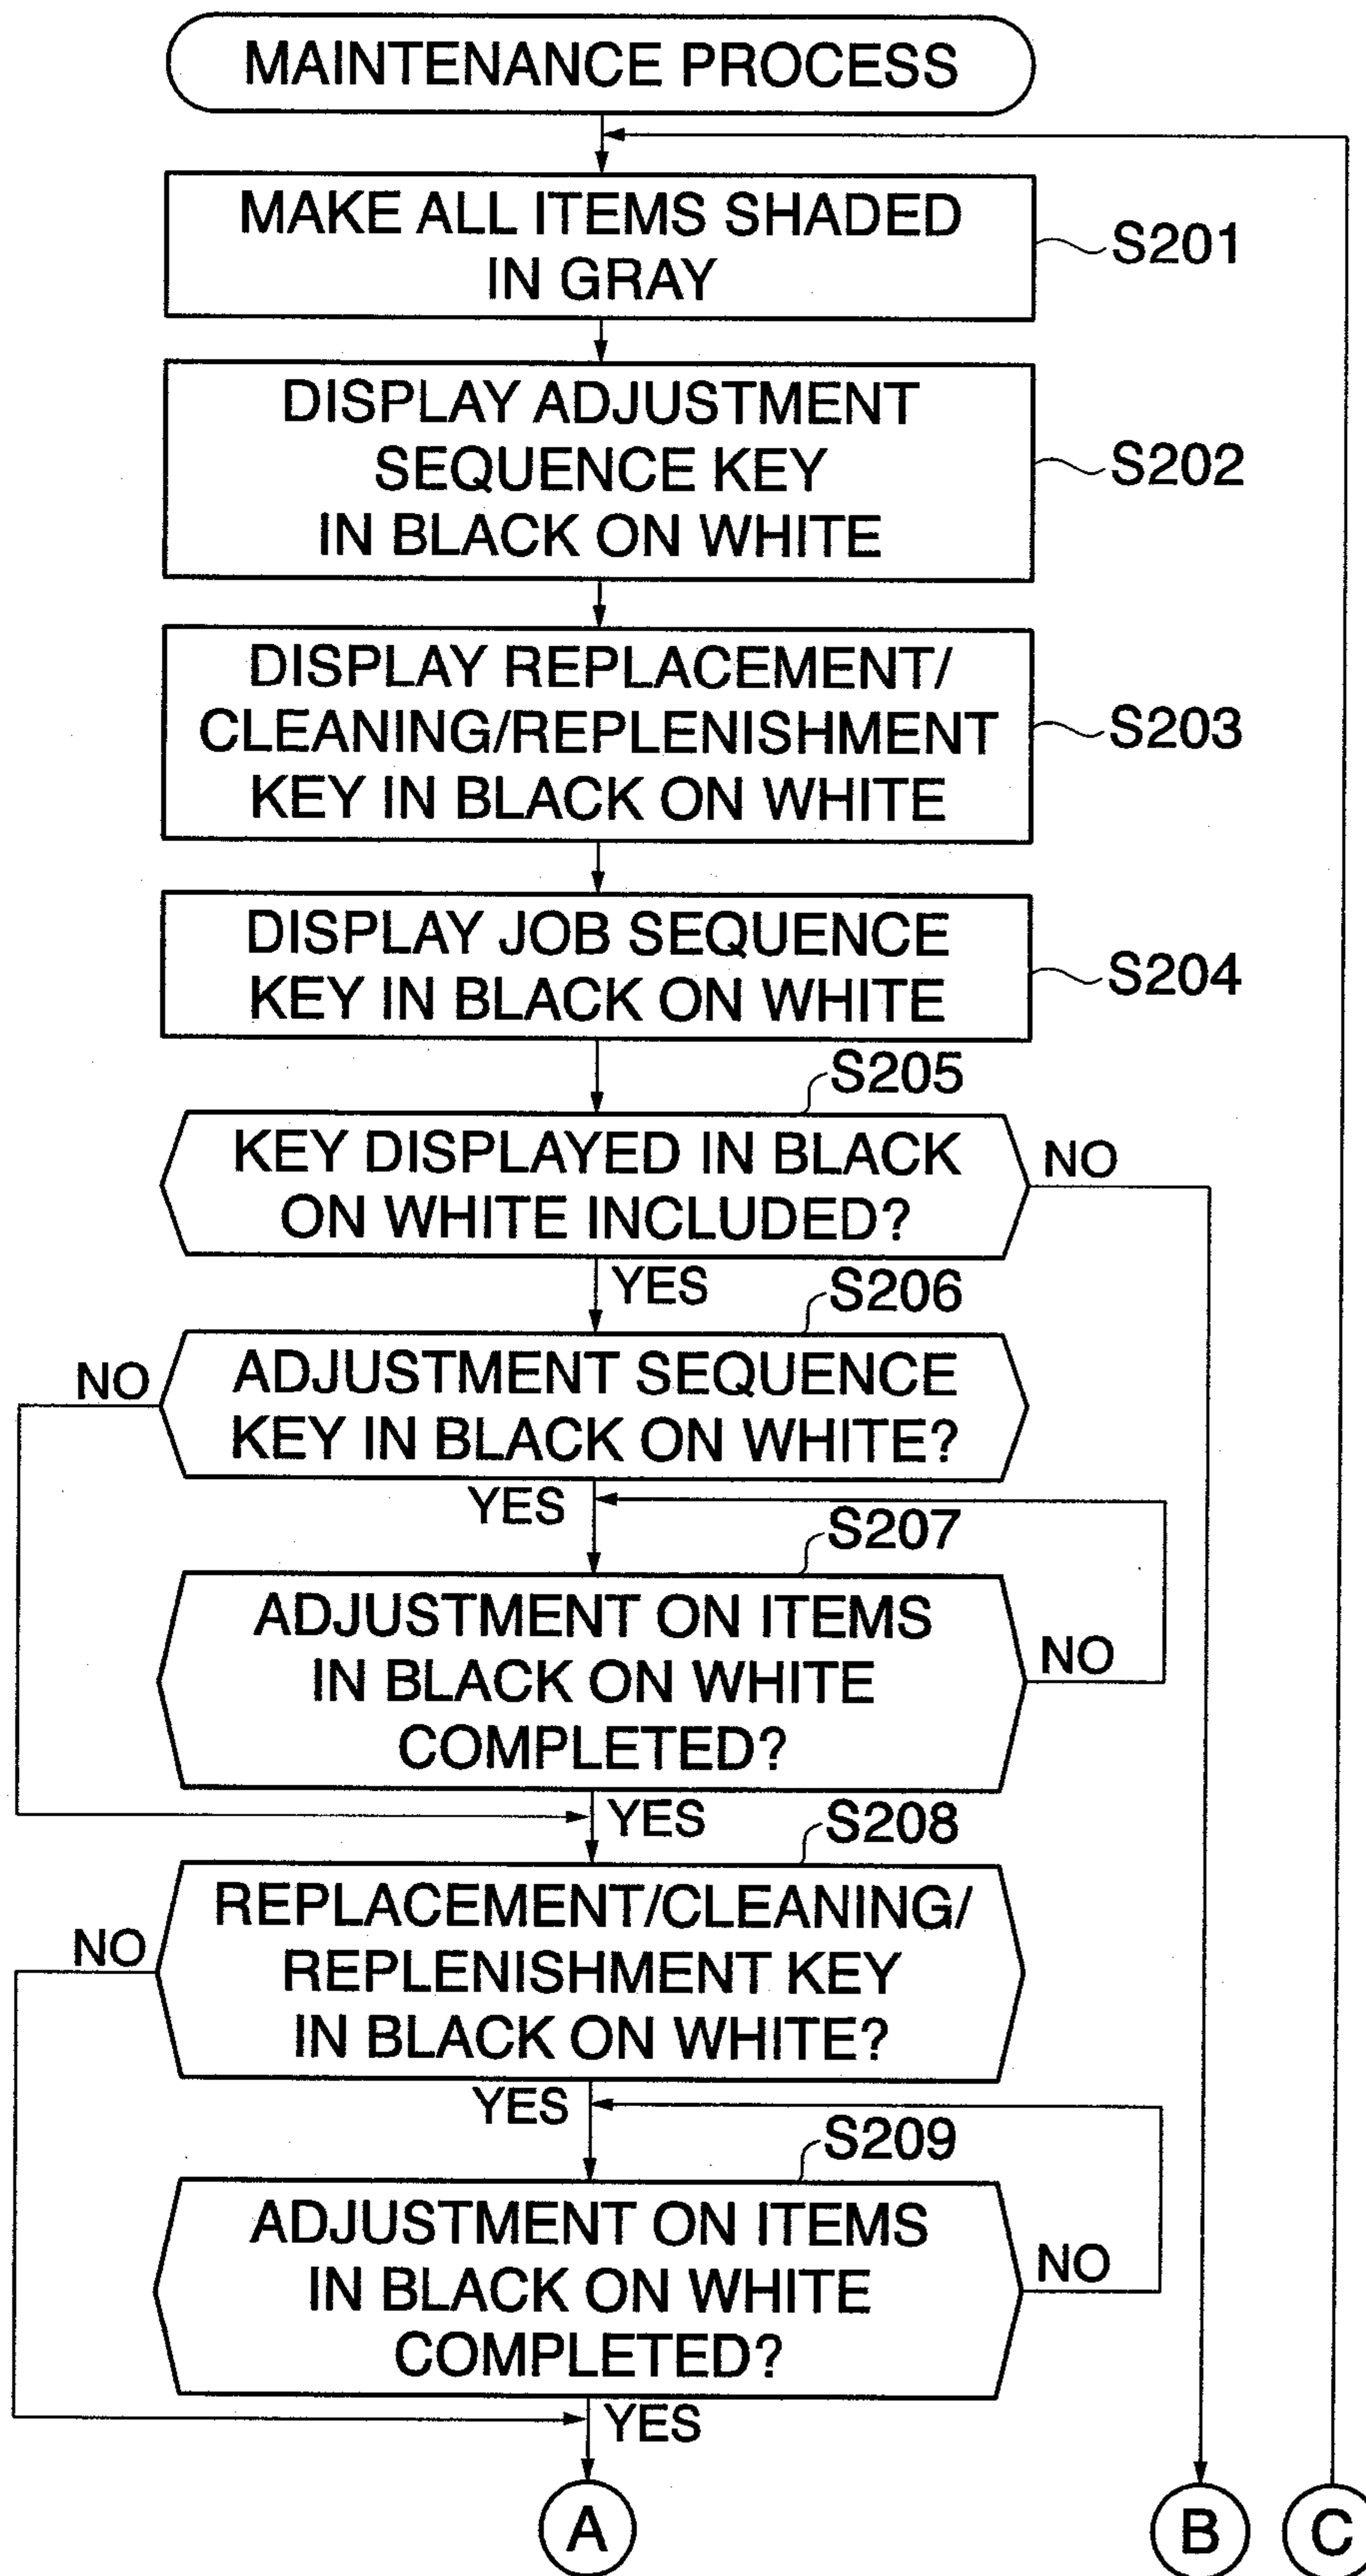 MAINTENANCE PROCESS
MAKE ALL ITEMS SHADED
IN GRAY
S201
DISPLAY ADJUSTMENT
SEQUENCE KEY
IN BLACK ON WHITE
S202
DISPLAY REPLACEMENT/
CLEANING/REPLENISHMENT
KEY IN BLACK ON WHITE
S203
DISPLAY JOB SEQUENCE
KEY IN BLACK ON WHITE
S204
S205
KEY DISPLAYED IN BLACK
ON WHITE INCLUDED?
NO
YES
S206
ADJUSTMENT SEQUENCE
KEY IN BLACK ON WHITE?
NO
YES
S207
ADJUSTMENT ON ITEMS
IN BLACK ON WHITE
COMPLETED?
NO
YES
S208
REPLACEMENT/CLEANING/
REPLENISHMENT KEY
IN BLACK ON WHITE?
NO
YES
S209
ADJUSTMENT ON ITEMS
IN BLACK ON WHITE
COMPLETED?
NO
YES
A
B
C